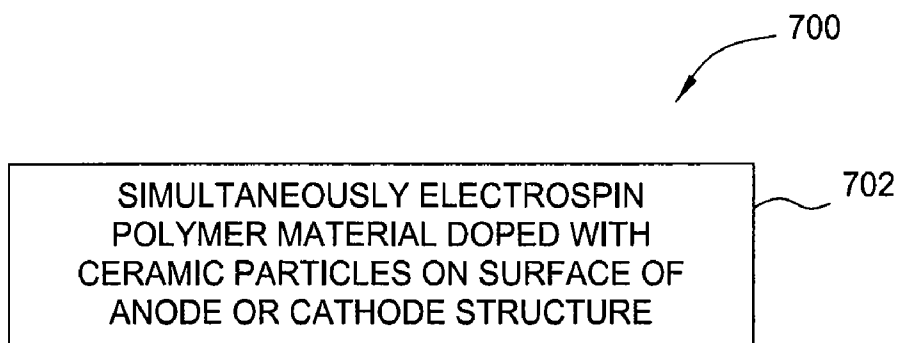 700
702
SIMULTANEOUSLY ELECTROSPIN
POLYMER MATERIAL DOPED WITH
CERAMIC PARTICLES ON SURFACE OF
ANODE OR CATHODE STRUCTURE